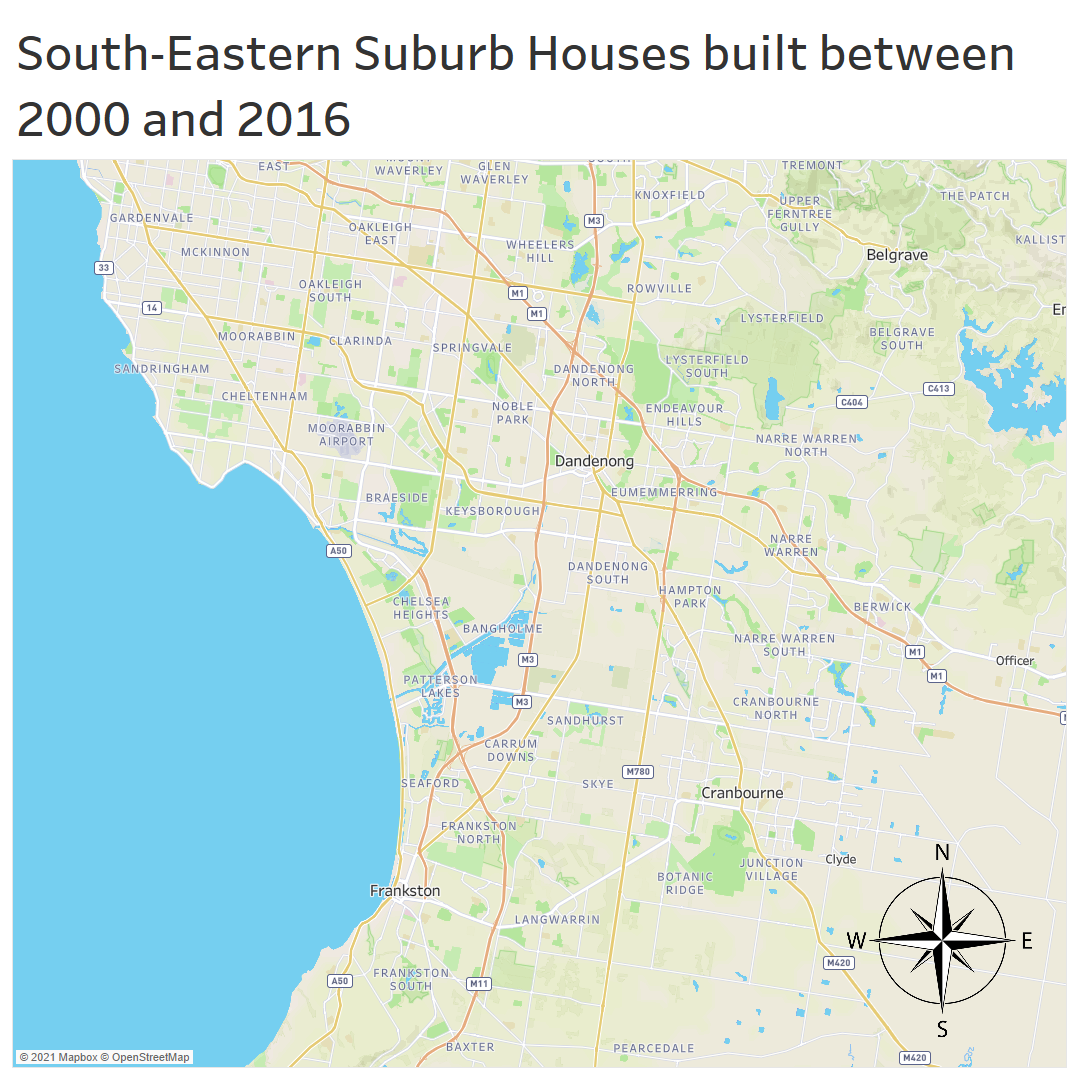 South-Eastern Suburb Houses built between
2000 and 2016
EAST
WAVERLEY
GLEN
WAVERLEY
TREMONT
KNOXFIELD
THE PATCH
UPPER
FERNTREE
GULLY
GARDENVALE
M3
OAKLEIGH
EAST
KALLIST
MCKINNON
WHEELERS
HILL
Belgrave
33
OAKLEIGH
SOUTH
ROWVILLE
M1
14
M1
LYSTERFIELD
MOORABBIN
CLARINDA
SPRINGVALE
BELGRAVE
SOUTH
SANDRINGHAM
DANDENONG
NORTH
LYSTERFIELD
SOUTH
CHELTENHAM
C413
C404
NOBLE
PARK
ENDEAVOUR
HILLS
MOORABBIN
AIRPORT
NARRE WARREN
NORTH
Dandenong
BRAESIDE
EUMEMMERRING
KEYSBOROUGH
A50
NARRE
WARREN
DANDENONG
SOUTH
CHELSEA
HEIGHTS
HAMPTON
PARK
BERWICK
BANGHOLME
NARRE WARREN
SOUTH
M1
M3
Officer
M1
PATTERSON
LAKES
M3
CRANBOURNE
NORTH
SANDHURST
CARRUM
DOWNS
M780
SEAFORD
SKYE
Cranbourne
FRANKSTON
NORTH
N
Clyde
JUNCTION
VILLAGE
BOTANIC
RIDGE
Frankston
LANGWARRIN
W
E
M420
FRANKSTON
SOUTH
A50
M11
S
BAXTER
PEARCEDALE
M420
© 2021 Mapbox © OpenStreetMap